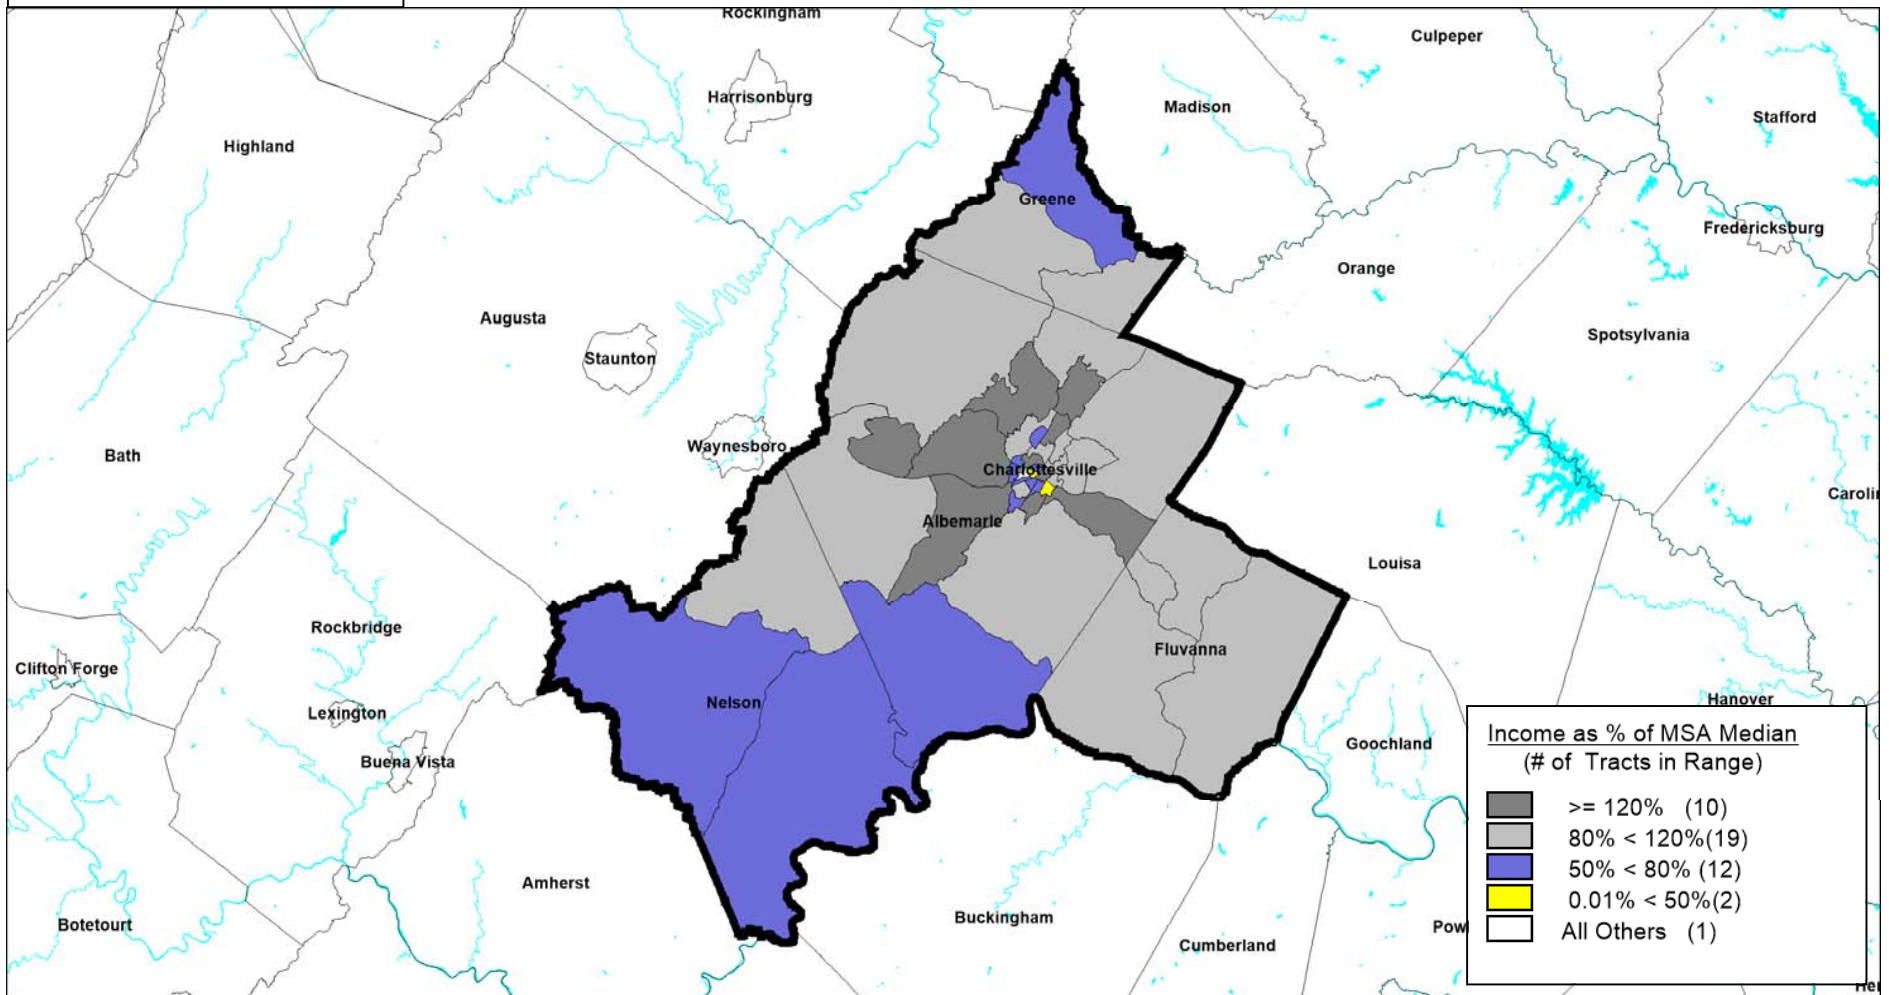 Rockingham
Culpeper
Harrisonburg
Madison
Stafford
Highland
Greene
Fredericksburg
Orange
Augusta
Spotsylvania
Staunton
Waynesboro
Bath
Charlottesville
Carolin
Albemarle
Louisa
Rockbridge
Fluvanna
Clifton Forge
Nelson
Hanover
Lexington
Goochland
Buena Vista
Amherst
Buckingham
Botetourt
Cumberland
Pow
Income as % of MSA Median
(# of Tracts in Range)
>= 120% (10)
80% < 120%(19)
50% < 80% (12)
0.01% < 50%(2)
All Others (1)